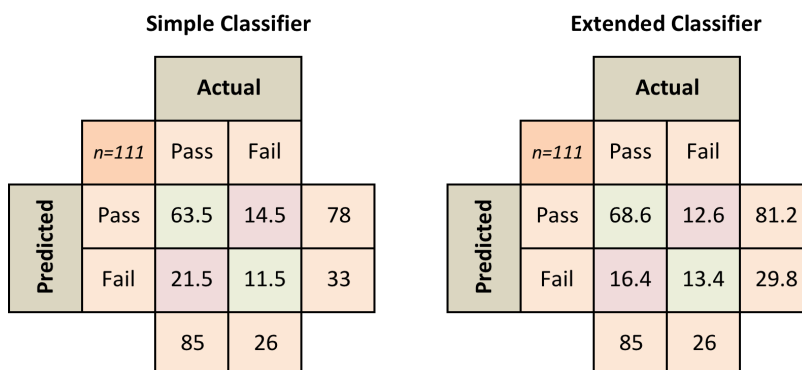 Simple Classifier
Actual
n=111 Pass Fail
Predicted
Pass 63.5 14.5 78
Fail 21.5 11.5 33
85 26
Extended Classifier
Actual
n=111 Pass Fail
Predicted
Pass 68.6 12.6 81.2
Fail 16.4 13.4 29.8
85 26